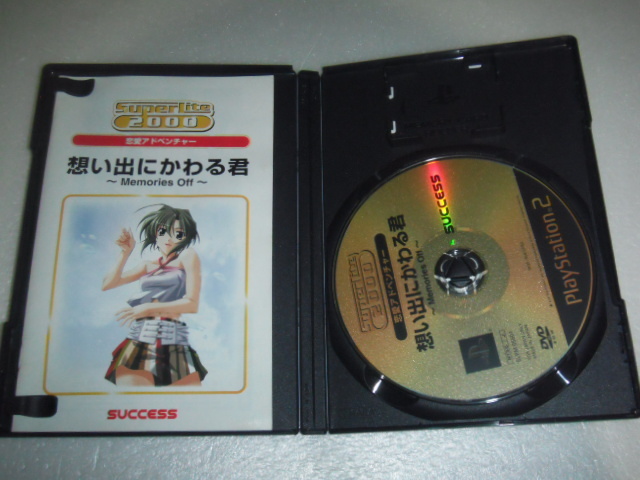 SuperLite
2000
恋愛アドベンチャー
想い出にかわる君
～ Memories Off ～
SUCCESS
SUCCESS
SuperLite
2000
恋愛アドベンチャー
想い出にかわる君
～ Memories Off ～
PlayStation 2
DVD